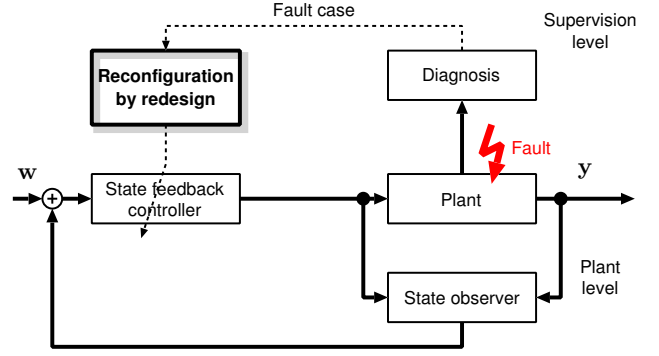 Fault case
Supervision
level
Reconfiguration
by redesign
Diagnosis
Fault
w
y
State feedback
controller
Plant
+
Plant
level
State observer